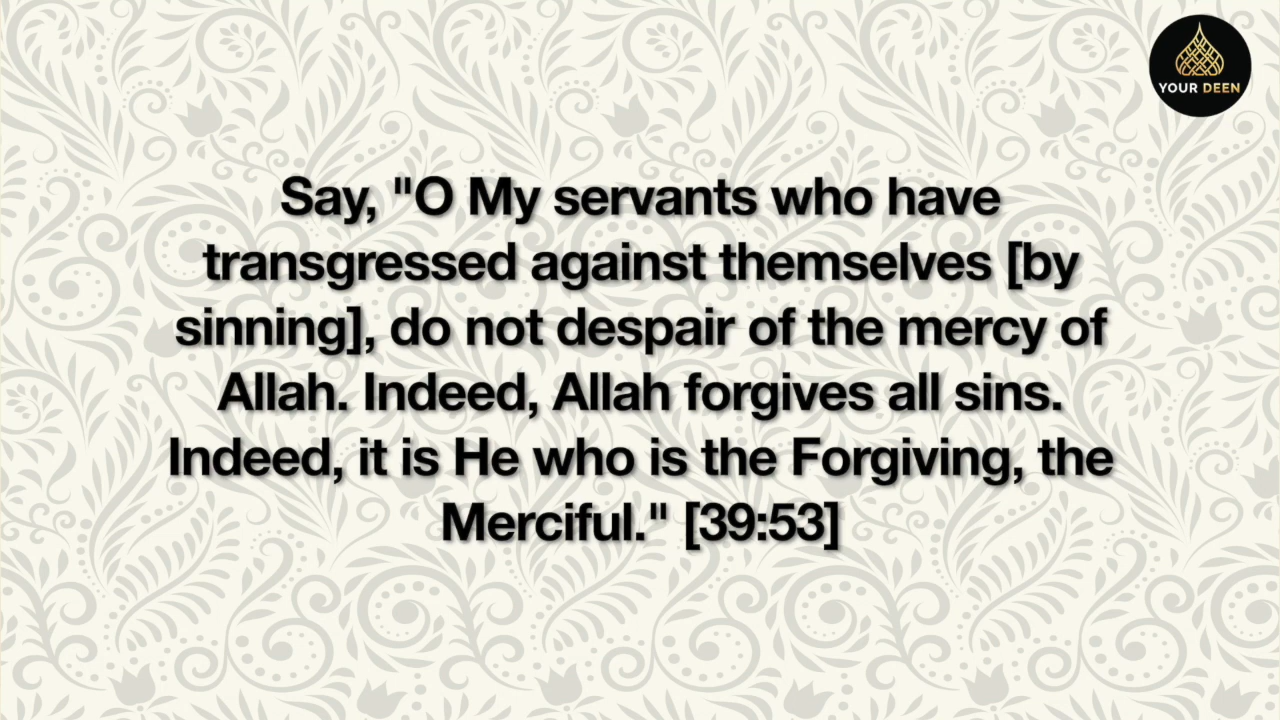 YOUR DEEN
Say, "O My servants who have
transgressed against themselves [by
sinning], do not despair of the mercy of
Allah. Indeed, Allah forgives all sins.
Indeed, it is He who is the Forgiving, the
Merciful." [39:53]